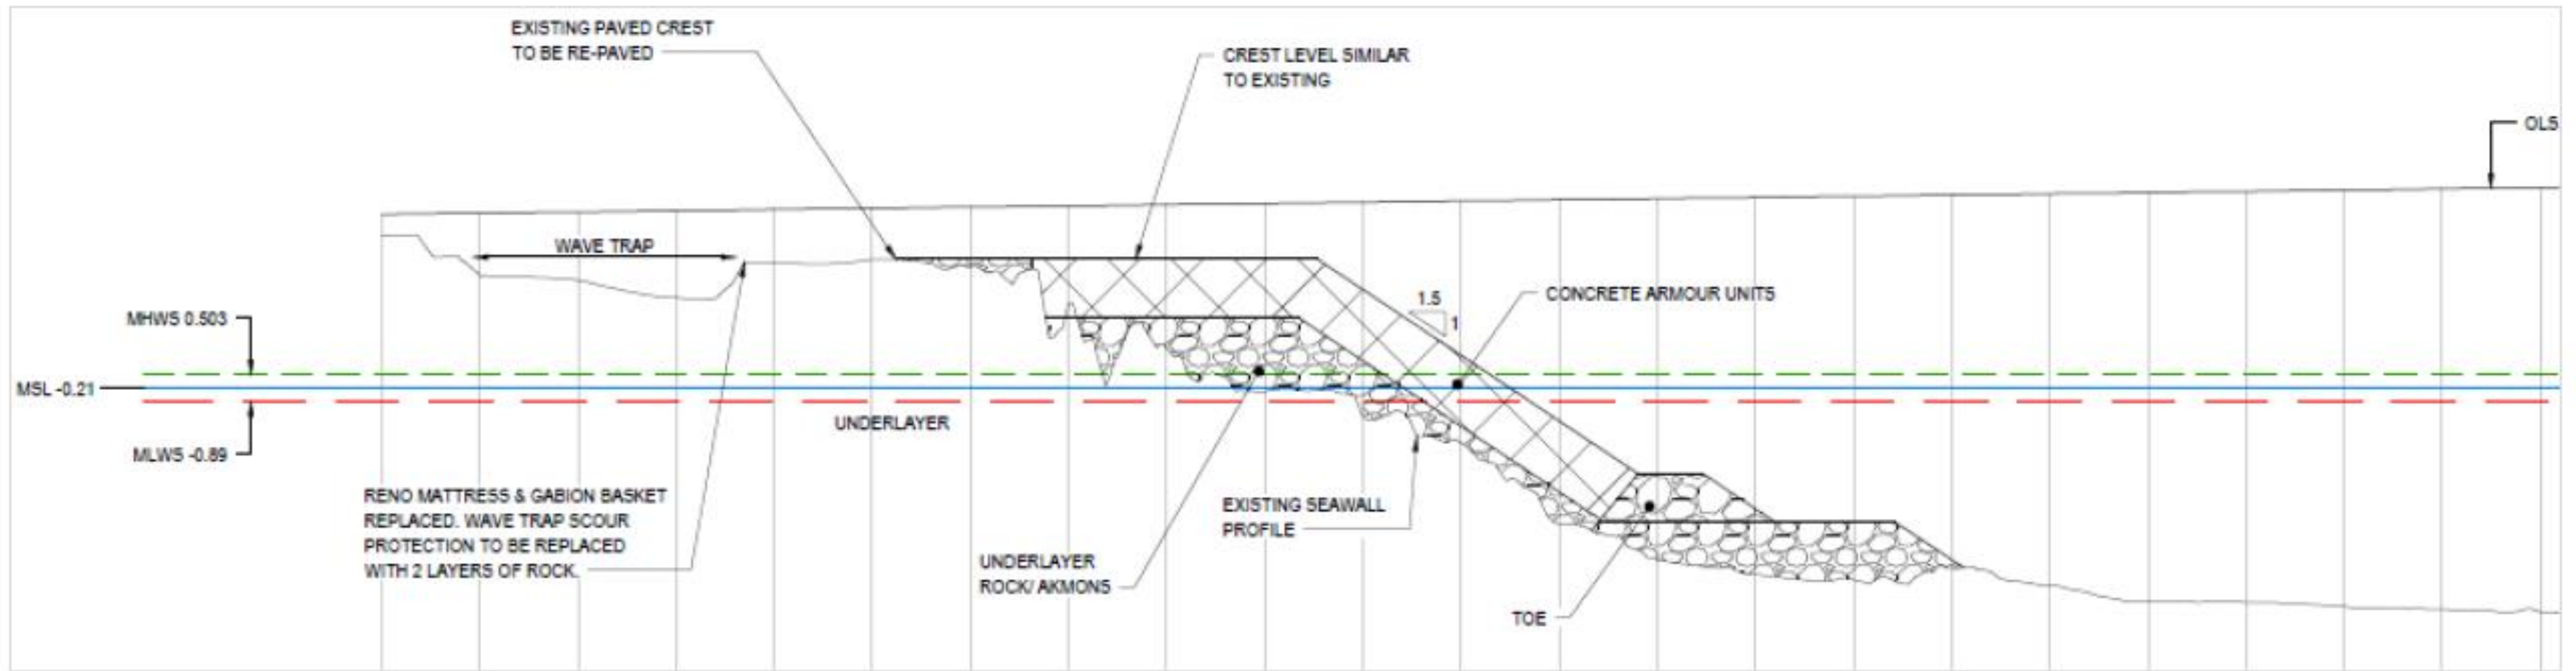 EXISTING PAVED CREST
TO BE RE-PAVED
CREST LEVEL SIMILAR
TO EXISTING
OLS
WAVE TRAP
CONCRETE ARMOUR UNITS
1.5
1
MHWS 0.503
MSL -0.21
MLWS -0.89
UNDERLAYER
RENO MATTRESS & GABION BASKET
REPLACED. WAVE TRAP SCOUR
PROTECTION TO BE REPLACED
WITH 2 LAYERS OF ROCK.
EXISTING SEAWALL
PROFILE
UNDERLAYER
ROCK/ AKMONS
TOE